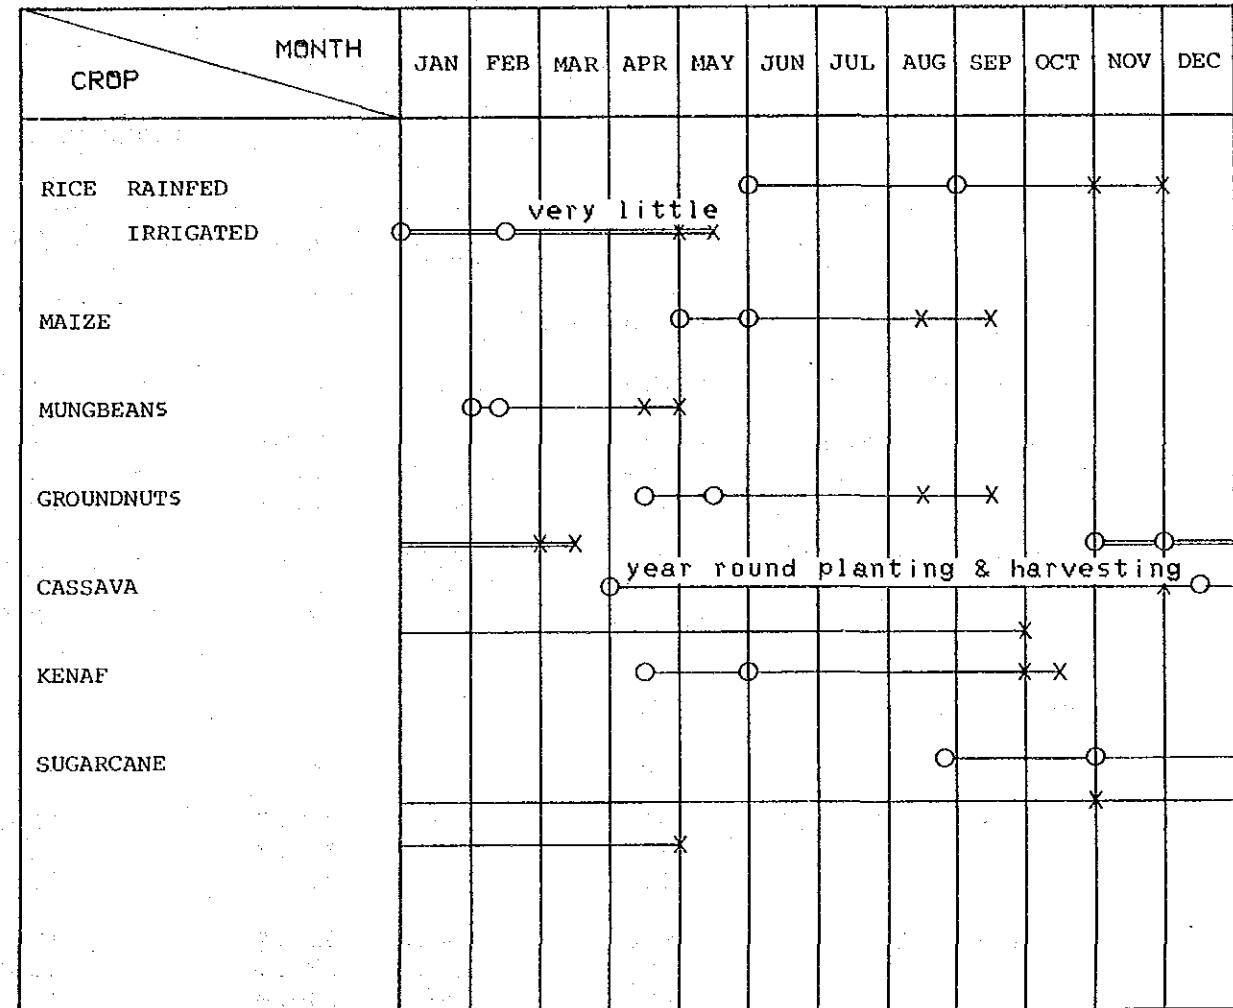 MONTH
CROP
JAN FEB MAR APR MAY JUN JUL AUG SEP OCT NOV DEC
RICE RAINFED
very little
IRRIGATED
MAIZE
MUNGBEANS
GROUNDNUTS
year round planting & harvesting
CASSAVA
KENAF
SUGARCANE